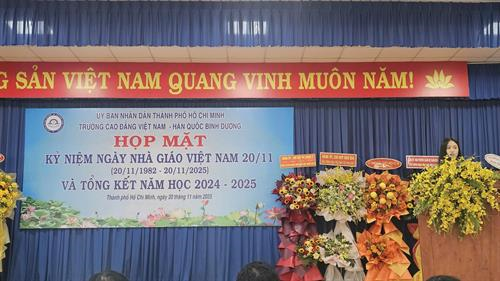 G SẢN VIỆT NAM QUANG VINH MUÔN NĂM!
ỦY BAN NHÂN DÂN THÀNH PHỐ HỒ CHÍ MINH
TRƯỜNG CAO ĐẲNG VIỆT NAM - HÀN QUỐC BÌNH DƯƠNG
HỌP MẶT
KỶ NIỆM NGÀY NHÀ GIÁO VIỆT NAM 20/11
(20/11/1982 - 20/11/2025)
VÀ TỔNG KẾT NĂM HỌC 2024 - 2025
Thành phố Hồ Chí Minh, ngày 20 tháng 11 năm 2025